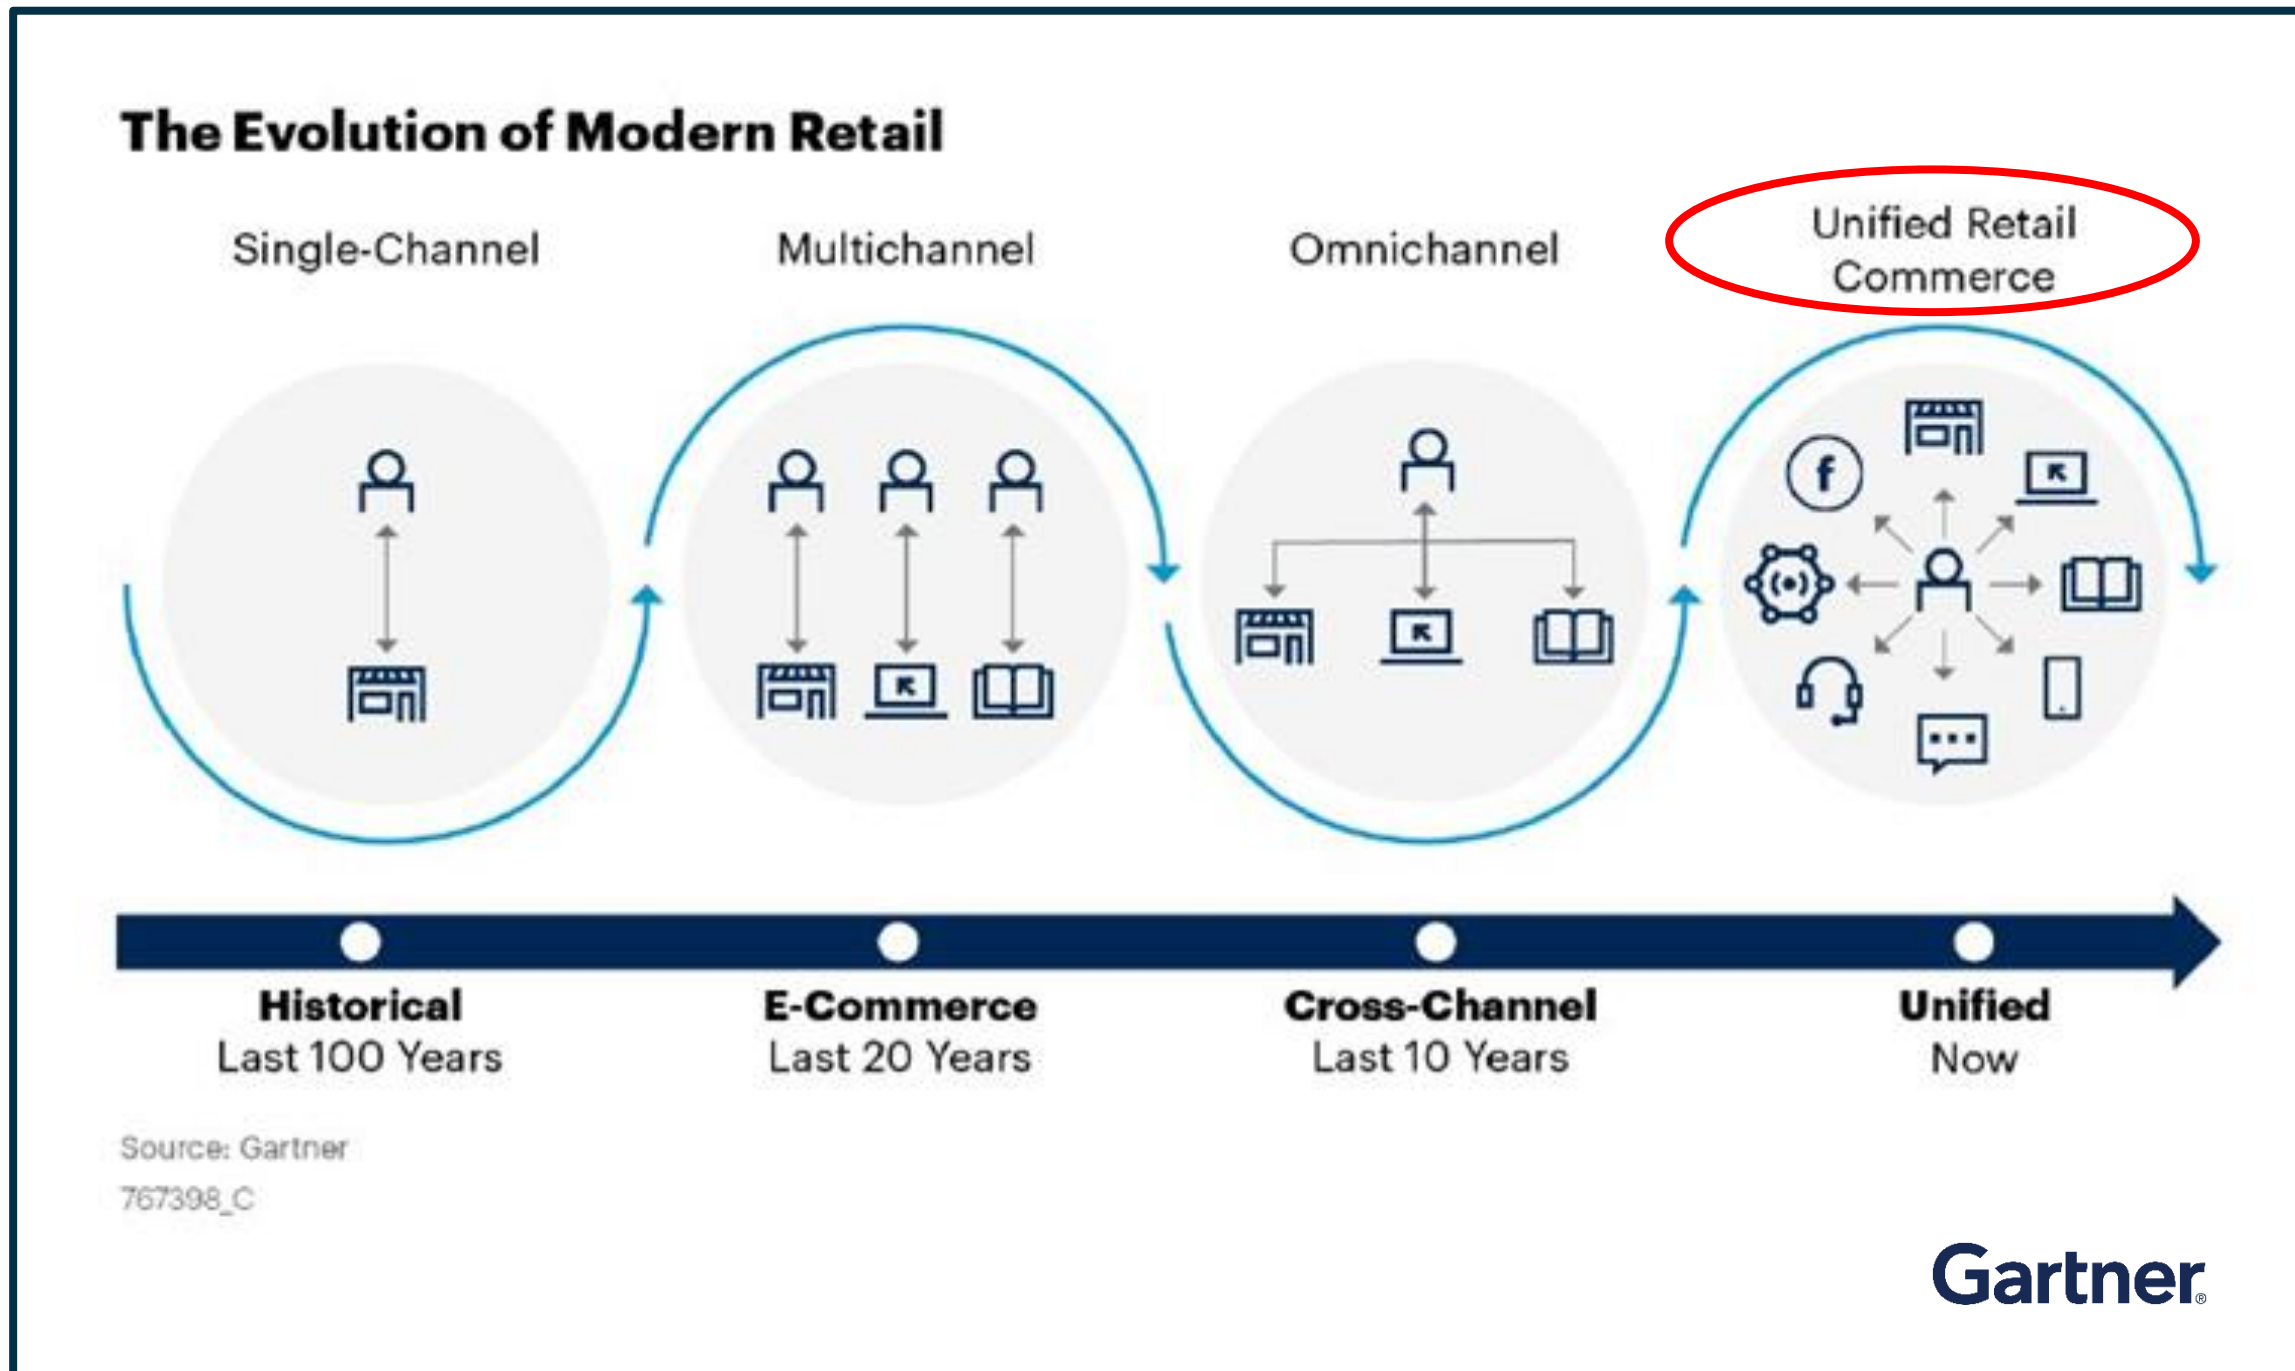 The Evolution of Modern Retail
Single-Channel
Multichannel
Omnichannel
Unified Retail
Commerce
f
Historical
Last 100 Years
E-Commerce
Last 20 Years
Cross-Channel
Last 10 Years
Unified
Now
Source: Gartner
767398_C
Gartner®